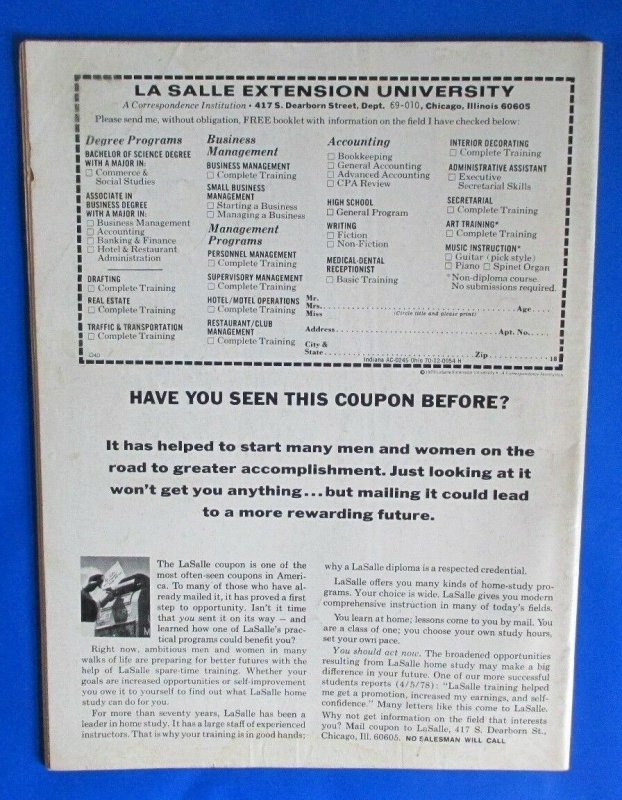 LA SALLE EXTENSION UNIVERSITY
A Correspondence Institution • 417 S. Dearborn Street, Dept. 69-010, Chicago, Illinois 60605
Please send me, without obligation, FREE booklet with information on the field I have checked below:
Degree Programs
BACHELOR OF SCIENCE DEGREE
WITH A MAJOR IN:
☐ Commerce &
Social Studies
ASSOCIATE IN
BUSINESS DEGREE
WITH A MAJOR IN:
☐ Business Management
☐ Accounting
☐ Banking & Finance
☐ Hotel & Restaurant
Administration
DRAFTING
☐ Complete Training
REAL ESTATE
☐ Complete Training
TRAFFIC & TRANSPORTATION
☐ Complete Training
Business
Management
BUSINESS MANAGEMENT
☐ Complete Training
SMALL BUSINESS
MANAGEMENT
☐ Starting a Business
☐ Managing a Business
Management
Programs
PERSONNEL MANAGEMENT
☐ Complete Training
SUPERVISORY MANAGEMENT
☐ Complete Training
HOTEL/MOTEL OPERATIONS
☐ Complete Training
RESTAURANT/CLUB
MANAGEMENT
☐ Complete Training
Accounting
☐ Bookkeeping
☐ General Accounting
☐ Advanced Accounting
☐ CPA Review
HIGH SCHOOL
☐ General Program
WRITING
☐ Fiction
☐ Non-Fiction
MEDICAL-DENTAL
RECEPTIONIST
☐ Basic Training
INTERIOR DECORATING
☐ Complete Training
ADMINISTRATIVE ASSISTANT
☐ Executive
Secretarial Skills
SECRETARIAL
☐ Complete Training
ART TRAINING*
☐ Complete Training
MUSIC INSTRUCTION*
☐ Guitar (pick style)
☐ Piano ☐ Spinet Organ
*Non-diploma course.
No submissions required.
Mr.
Mrs.
Miss
Age
(Circle title and please print)
Address
Apt. No.
City &
State
Zip
18
Indiana AC-0245 Ohio 70-12-0054 H
HAVE YOU SEEN THIS COUPON BEFORE?
It has helped to start many men and women on the
road to greater accomplishment. Just looking at it
won't get you anything...but mailing it could lead
to a more rewarding future.
The LaSalle coupon is one of the
most often-seen coupons in Ameri-
ca. To many of those who have al-
ready mailed it, it has proved a first
step to opportunity. Isn't it time
that you sent it on its way — and
learned how one of LaSalle's prac-
tical programs could benefit you?
Right now, ambitious men and women in many
walks of life are preparing for better futures with the
help of LaSalle spare-time training. Whether your
goals are increased opportunities or self-improvement
you owe it to yourself to find out what LaSalle home
study can do for you.
For more than seventy years, LaSalle has been a
leader in home study. It has a large staff of experienced
instructors. That's why your training is in good hands;
why a LaSalle diploma is a respected credential.
LaSalle offers you many kinds of home-study pro-
grams. Your choice is wide. LaSalle gives you modern
comprehensive instruction in many of today's fields.
You learn at home; lessons come to you by mail. You
are a class of one; you choose your own study hours,
set your own pace.
You should act now. The broadened opportunities
resulting from LaSalle home study may make a big
difference in your future. One of our more successful
students reports (4/5/78): "LaSalle training helped
me get a promotion, increased my earnings, and self-
confidence." Many letters like this come to LaSalle.
Why not get information on the field that interests
you? Mail coupon to LaSalle, 417 S. Dearborn St.,
Chicago, Ill. 60605. NO SALESMAN WILL CALL